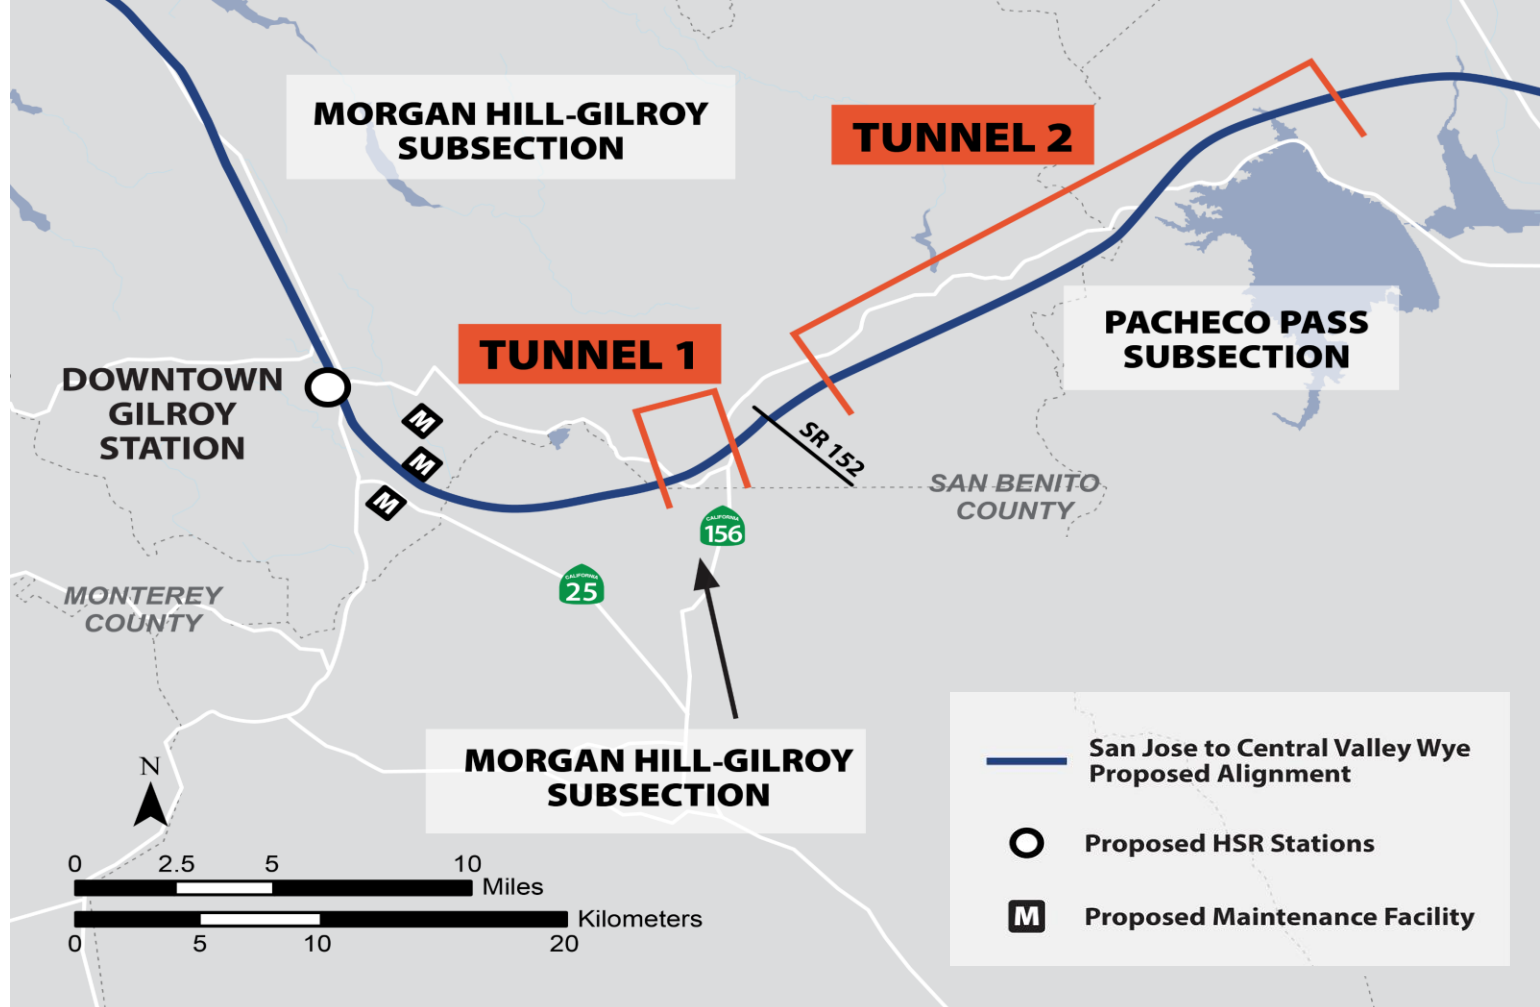 MORGAN HILL-GILROY
SUBSECTION
TUNNEL 2
PACHECO PASS
SUBSECTION
TUNNEL 1
DOWNTOWN
GILROY
STATION
M
M
M
SR 152
SAN BENITO
COUNTY
CALIFORNIA
156
CALIFORNIA
25
MONTEREY
COUNTY
MORGAN HILL-GILROY
SUBSECTION
N
0 2.5 5 10
Miles
Kilometers
0 5 10 20
San Jose to Central Valley Wye
Proposed Alignment
Proposed HSR Stations
M Proposed Maintenance Facility